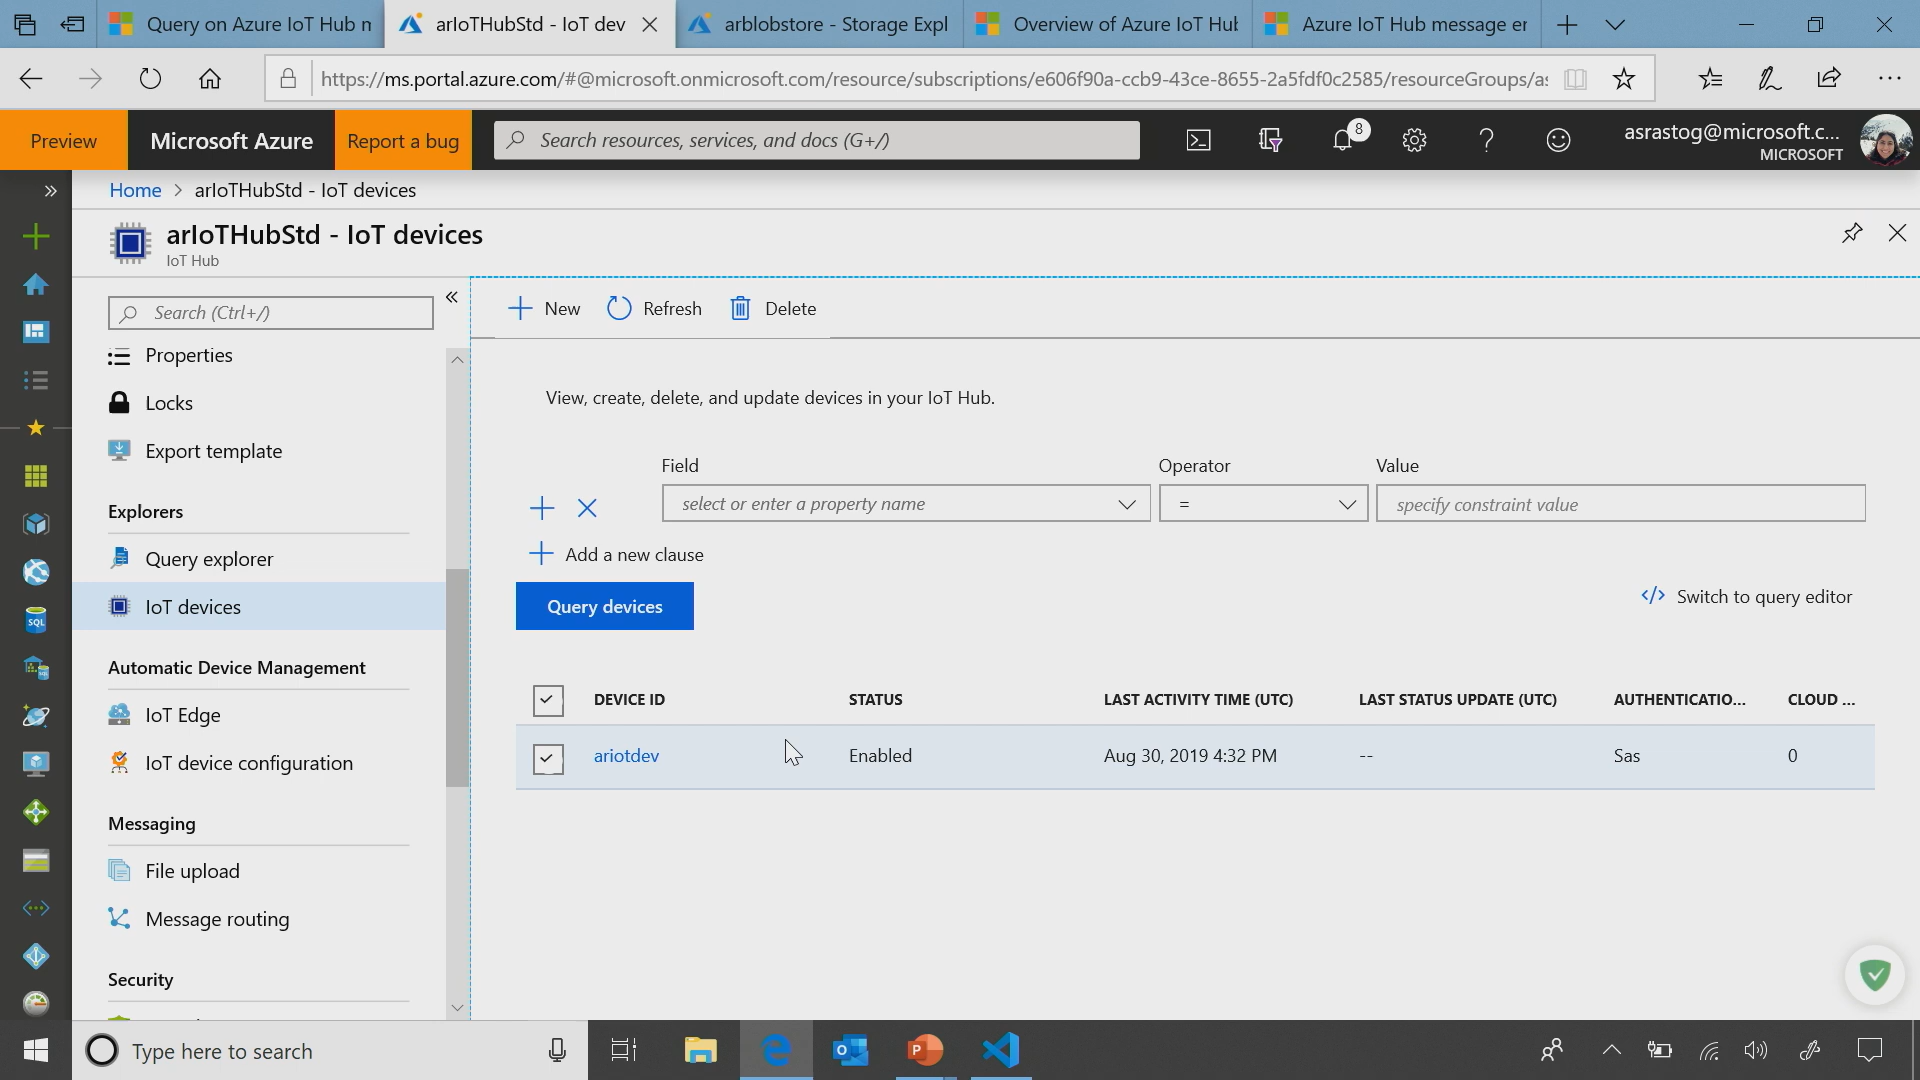 Query on Azure IoT Hub m
arIoTHubStd - IoT dev
arblobstore - Storage Expl
Overview of Azure IoT Hub
Azure IoT Hub message er
https://ms.portal.azure.com/#@microsoft.onmicrosoft.com/resource/subscriptions/e606f90a-ccb9-43ce-8655-2a5fdf0c2585/resourceGroups/as
Preview
Microsoft Azure
Report a bug
Search resources, services, and docs (G+/)
8
asrastog@microsoft.c...
MICROSOFT
Home > arIoTHubStd - IoT devices
arIoTHubStd - IoT devices
IoT Hub
Search (Ctrl+/)
Properties
Locks
Export template
Explorers
Query explorer
IoT devices
Automatic Device Management
IoT Edge
IoT device configuration
Messaging
File upload
Message routing
Security
New
Refresh
Delete
View, create, delete, and update devices in your IoT Hub.
Field
Operator
Value
select or enter a property name
=
specify constraint value
Add a new clause
Query devices
</> Switch to query editor
DEVICE ID
STATUS
LAST ACTIVITY TIME (UTC)
LAST STATUS UPDATE (UTC)
AUTHENTICATIO...
CLOUD ...
ariotdev
Enabled
Aug 30, 2019 4:32 PM
--
Sas
0
SQL
Type here to search